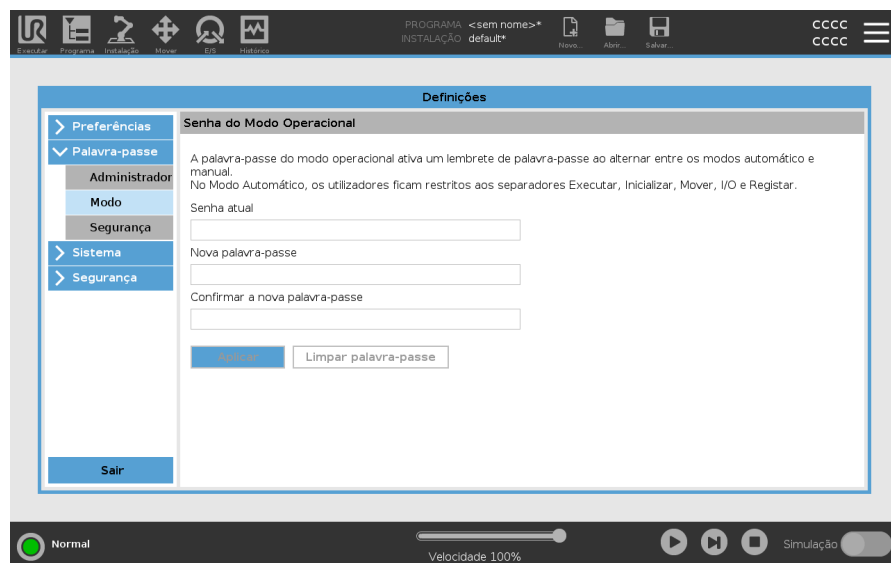 PROGRAMA <sem nome>*
INSTALAÇÃO default*
CCCC
CCCC
Executar Programa Instalação Mover E/S Histórico Novo... Abrir... Salvar...
Definições
Preferências
Palavra-passe
Administrador
Modo
Segurança
Sistema
Segurança
Sair
Senha do Modo Operacional
A palavra-passe do modo operacional ativa um lembrete de palavra-passe ao alternar entre os modos automático e
manual.
No Modo Automático, os utilizadores ficam restritos aos separadores Executar, Inicializar, Mover, I/O e Registar.
Senha atual
Nova palavra-passe
Confirmar a nova palavra-passe
Aplicar Limpar palavra-passe
Normal
Velocidade 100%
Simulação